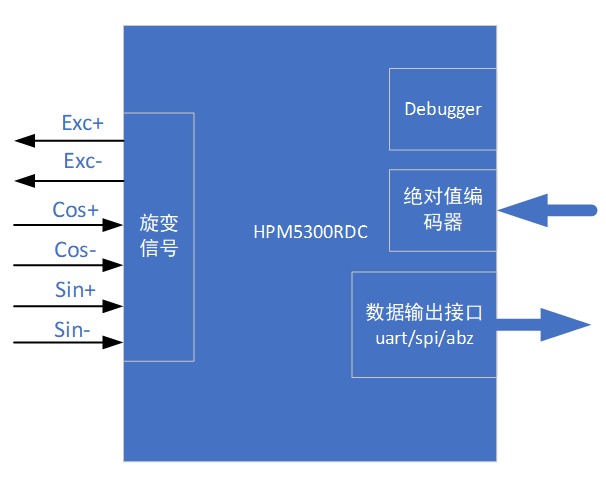 Exc+
Exc-
Cos+
Cos-
Sin+
Sin-
旋变
信号
HPM5300RDC
Debugger
绝对值编
码器
数据输出接口
uart/spi/abz